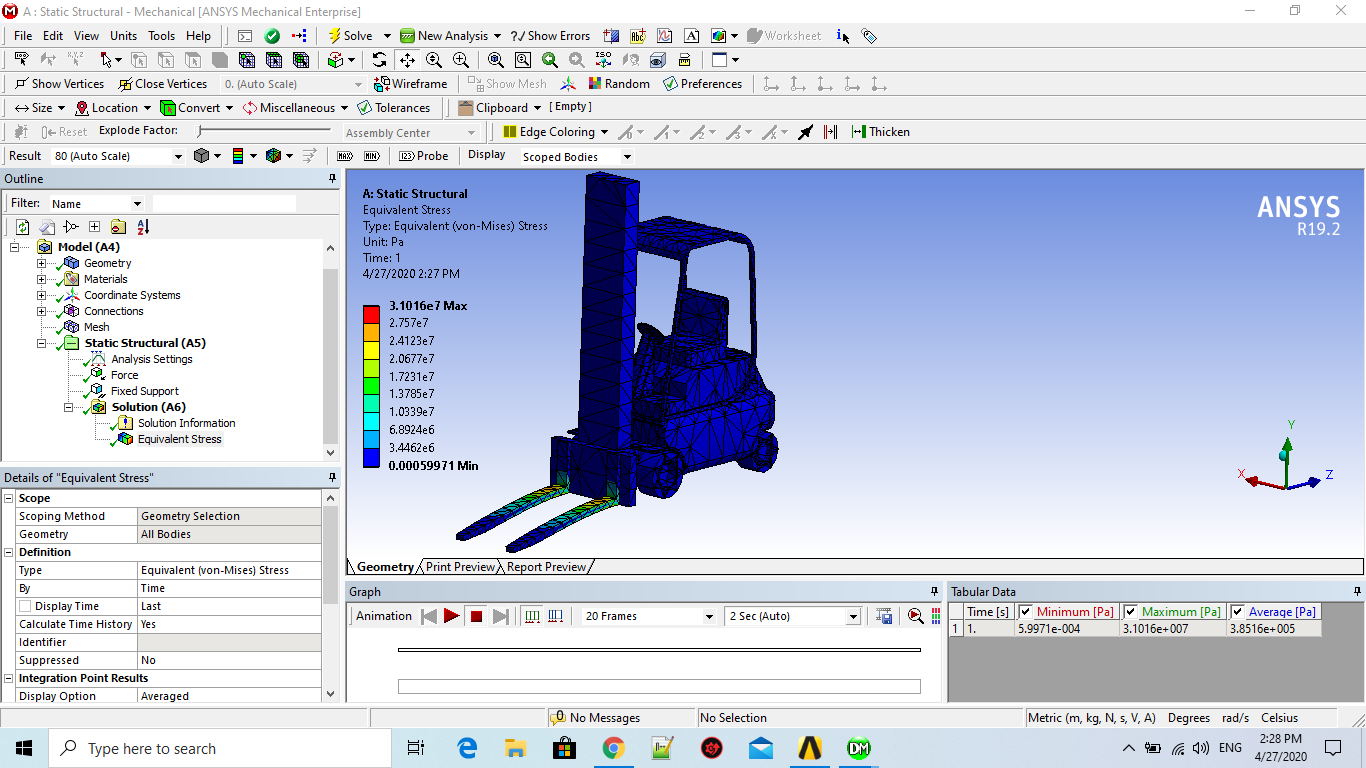 A : Static Structural - Mechanical [ANSYS Mechanical Enterprise]
File Edit View Units Tools Help Solve New Analysis ?/ Show Errors Worksheet
Show Vertices Close Vertices 0. (Auto Scale) Wireframe Show Mesh Random Preferences
Size Location Convert Miscellaneous Tolerances Clipboard [ Empty ]
Reset Explode Factor: Assembly Center Edge Coloring Thicken
Result 80 (Auto Scale) MAX MIN 123 Probe Display Scoped Bodies
Outline
Filter: Name
Model (A4)
Geometry
Materials
Coordinate Systems
Connections
Mesh
Static Structural (A5)
Analysis Settings
Force
Fixed Support
Solution (A6)
Solution Information
Equivalent Stress
Details of "Equivalent Stress"
Scope
Scoping Method Geometry Selection
Geometry All Bodies
Definition
Type Equivalent (von-Mises) Stress
By Time
Display Time Last
Calculate Time History Yes
Identifier
Suppressed No
Integration Point Results
Display Option Averaged
A: Static Structural
Equivalent Stress
Type: Equivalent (von-Mises) Stress
Unit: Pa
Time: 1
4/27/2020 2:27 PM
3.1016e7 Max
2.757e7
2.4123e7
2.0677e7
1.7231e7
1.3785e7
1.0339e7
6.8924e6
3.4462e6
0.00059971 Min
ANSYS
R19.2
Y
X
Z
Geometry Print Preview Report Preview
Graph
Animation 20 Frames 2 Sec (Auto)
Tabular Data
Time [s] Minimum [Pa] Maximum [Pa] Average [Pa]
1 1. 5.9971e-004 3.1016e+007 3.8516e+005
0 No Messages No Selection Metric (m, kg, N, s, V, A) Degrees rad/s Celsius
Type here to search
DM
ENG
2:28 PM
4/27/2020